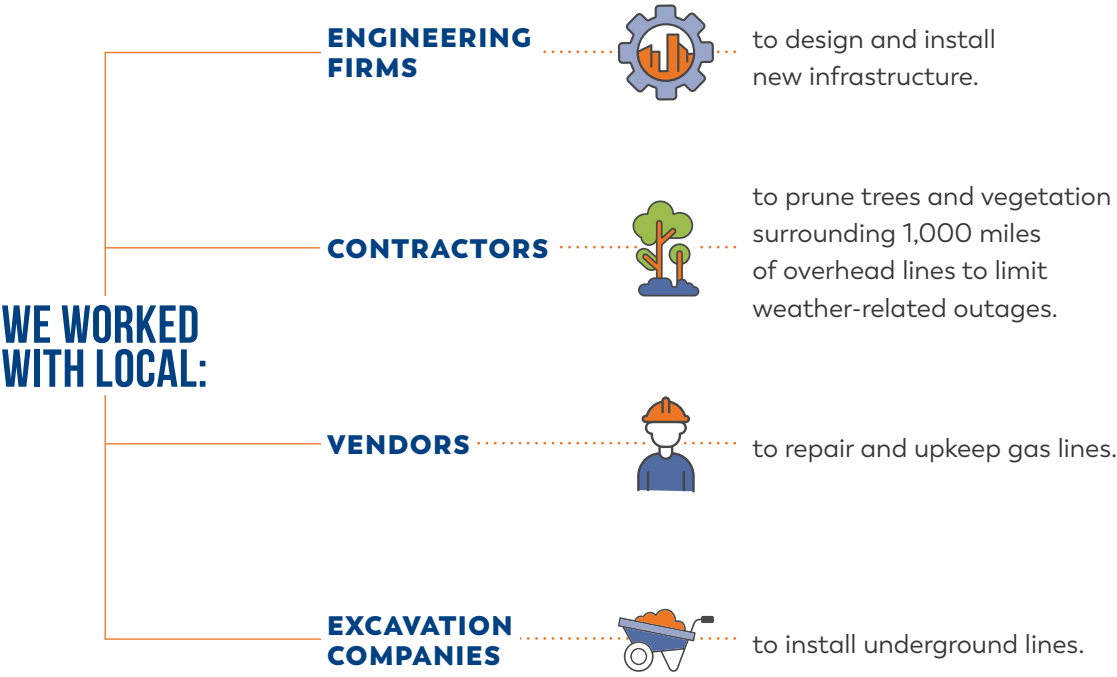 WE WORKED
WITH LOCAL:
ENGINEERING
FIRMS
to design and install
new infrastructure.
CONTRACTORS
to prune trees and vegetation
surrounding 1,000 miles
of overhead lines to limit
weather-related outages.
VENDORS
to repair and upkeep gas lines.
EXCAVATION
COMPANIES
to install underground lines.